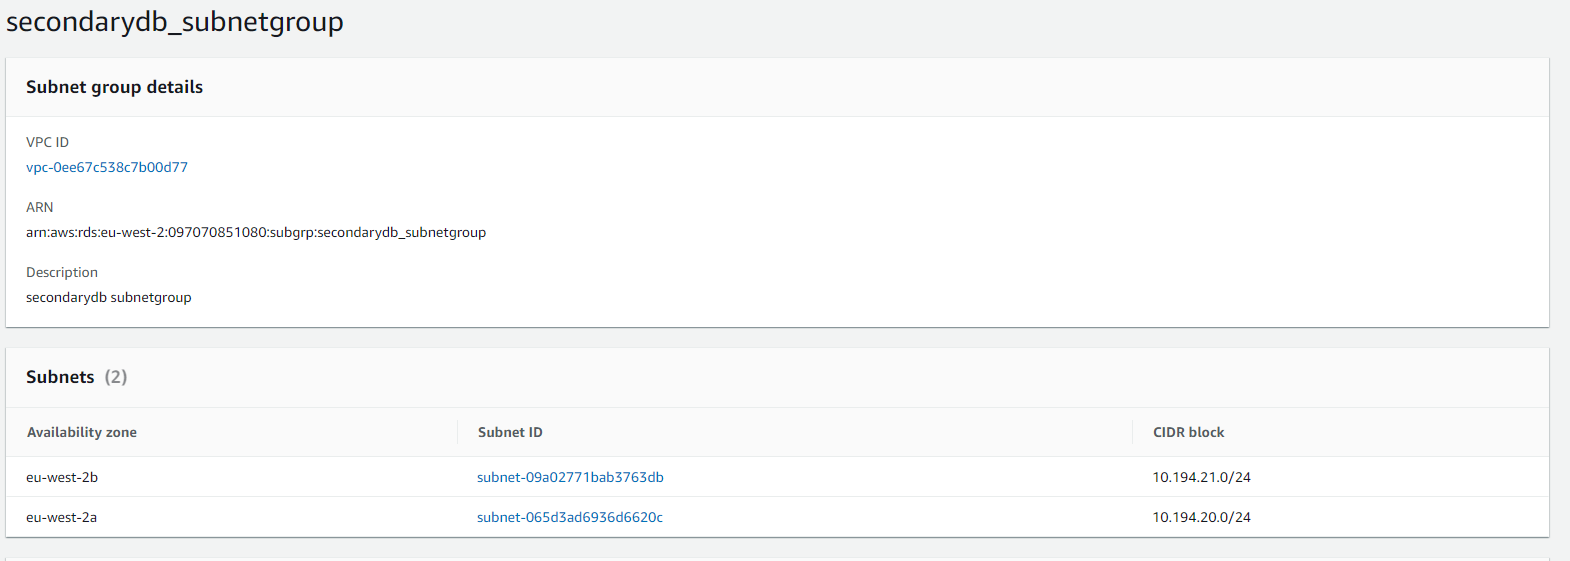 secondarydb_subnetgroup
Subnet group details
VPC ID
vpc-0ee67c538c7b00d77
ARN
arn:aws:rds:eu-west-2:097070851080:subgrp:secondarydb_subnetgroup
Description
secondarydb subnetgroup
Subnets (2)
Availability zone Subnet ID CIDR block
eu-west-2b subnet-09a02771bab3763db 10.194.21.0/24
eu-west-2a subnet-065d3ad6936d6620c 10.194.20.0/24